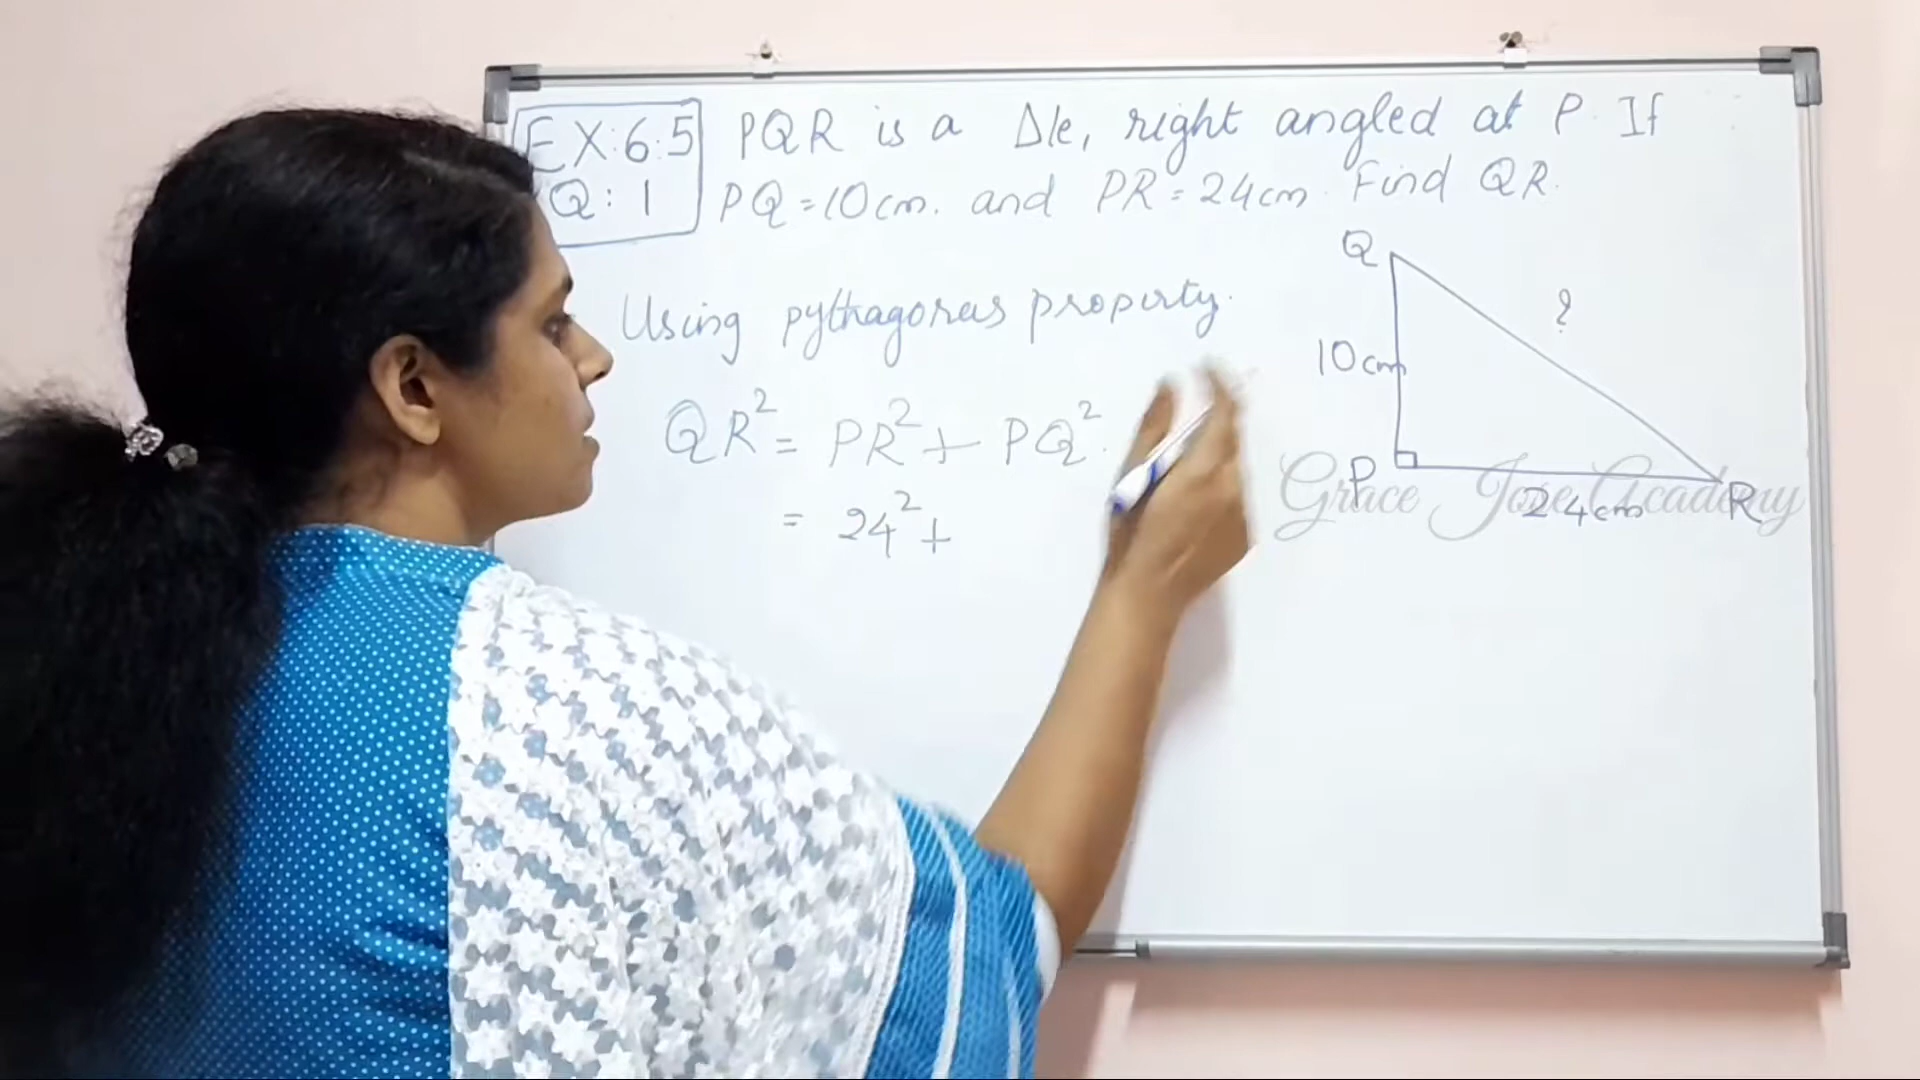 EX:6:5 PQR is a Δle, right angled at P. If
Q:1 PQ=10cm. and PR=24cm. Find QR.
Using pythagoras property.
QR² = PR² + PQ².
= 24² +
Q
?
10cm
P
24cm
R
Grace Jose Academy